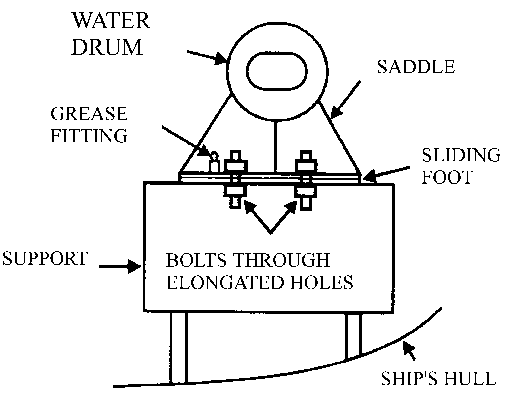 WATER
DRUM
SADDLE
GREASE
FITTING
SLIDING
FOOT
SUPPORT
BOLTS THROUGH
ELONGATED HOLES
SHIP'S HULL